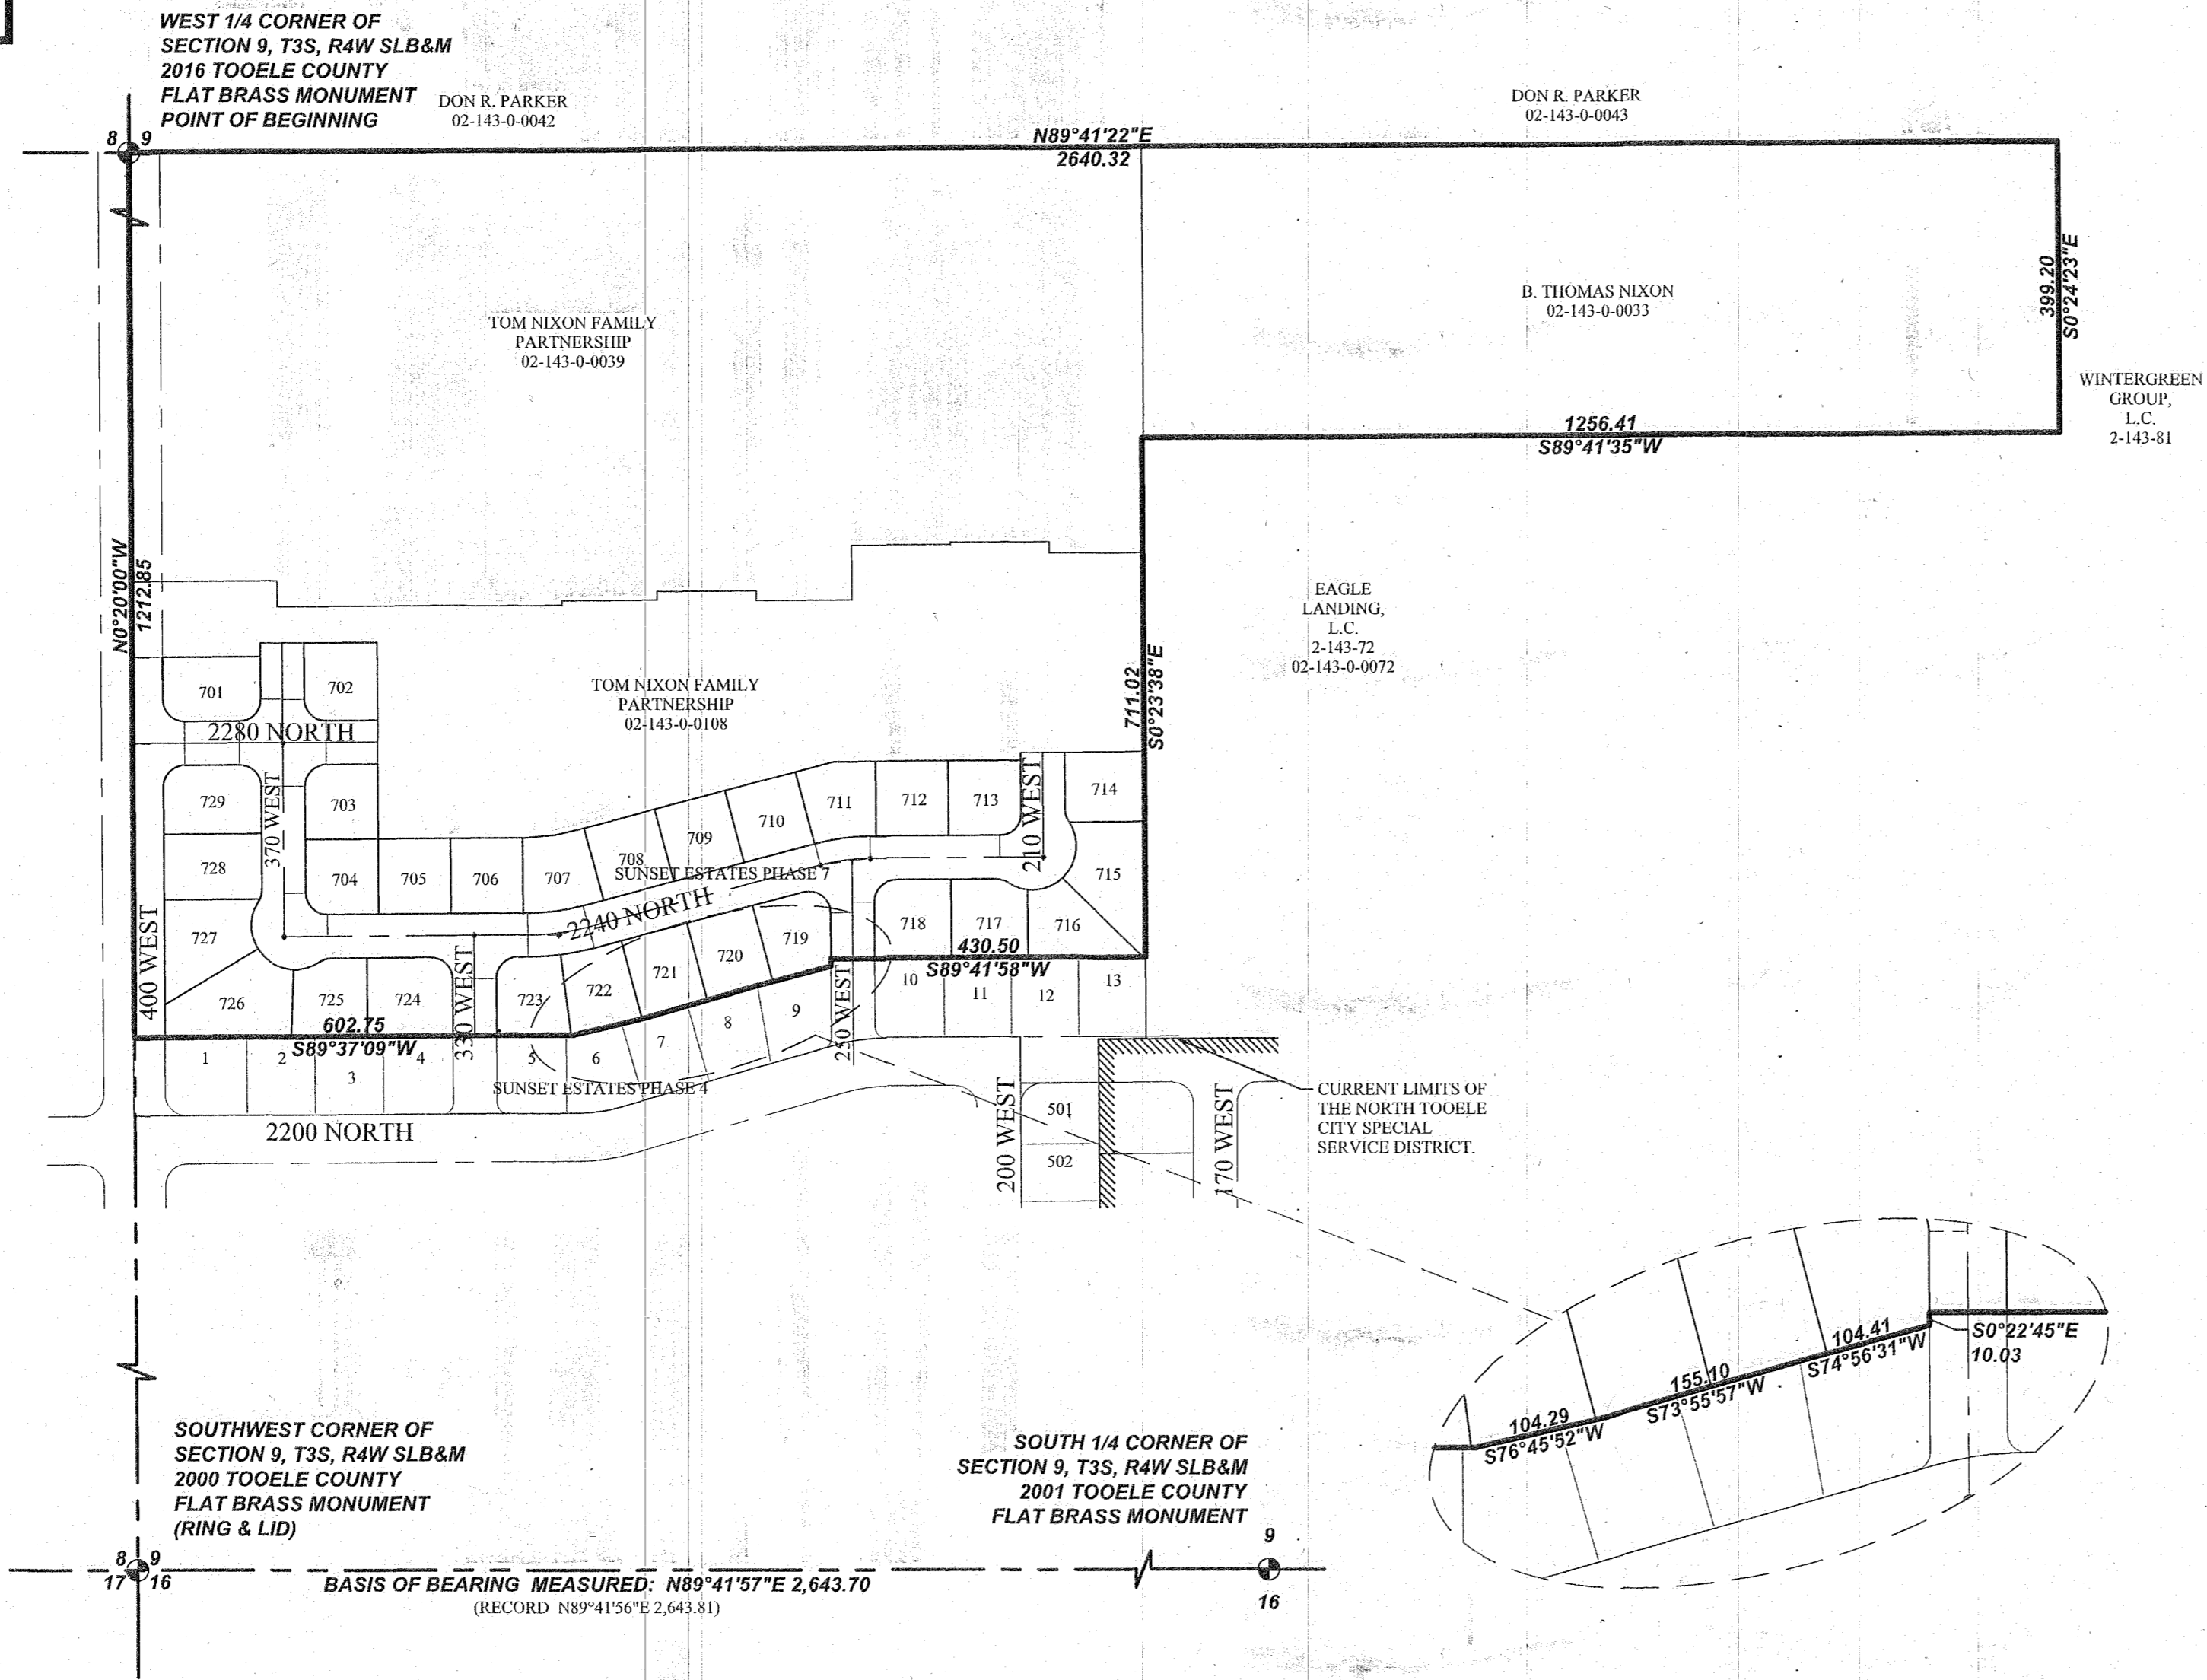 WEST 1/4 CORNER OF
SECTION 9, T3S, R4W SLB&M
2016 TOOELE COUNTY
FLAT BRASS MONUMENT
POINT OF BEGINNING
DON R. PARKER
02-143-0-0042
DON R. PARKER
02-143-0-0043
8 9
N89°41'22"E
2640.32
399.20
S0°24'23"E
B. THOMAS NIXON
02-143-0-0033
TOM NIXON FAMILY
PARTNERSHIP
02-143-0-0039
WINTERGREEN
GROUP,
L.C.
2-143-81
1256.41
S89°41'35"W
N0°20'00"W
1212.85
EAGLE
LANDING,
L.C.
2-143-72
02-143-0-0072
711.02
S0°23'38"E
TOM NIXON FAMILY
PARTNERSHIP
02-143-0-0108
701
702
2280 NORTH
729
703
370 WEST
728
704
705
706
707
708
709
710
711
712
713
210 WEST
714
715
SUNSET ESTATES PHASE 7
2240 NORTH
400 WEST
727
726
725
724
330 WEST
723
722
721
720
719
718
717
716
430.50
S89°41'58"W
250 WEST
10
11
12
13
602.75
S89°37'09"W
1
2
3
4
5
6
7
8
9
SUNSET ESTATES PHASE 4
2200 NORTH
200 WEST
501
502
170 WEST
CURRENT LIMITS OF
THE NORTH TOOELE
CITY SPECIAL
SERVICE DISTRICT.
104.41
S74°56'31"W
S0°22'45"E
10.03
155.10
S73°55'57"W
104.29
S76°45'52"W
SOUTHWEST CORNER OF
SECTION 9, T3S, R4W SLB&M
2000 TOOELE COUNTY
FLAT BRASS MONUMENT
(RING & LID)
SOUTH 1/4 CORNER OF
SECTION 9, T3S, R4W SLB&M
2001 TOOELE COUNTY
FLAT BRASS MONUMENT
8 9
17 16
9
16
BASIS OF BEARING MEASURED: N89°41'57"E 2,643.70
(RECORD N89°41'56"E 2,643.81)